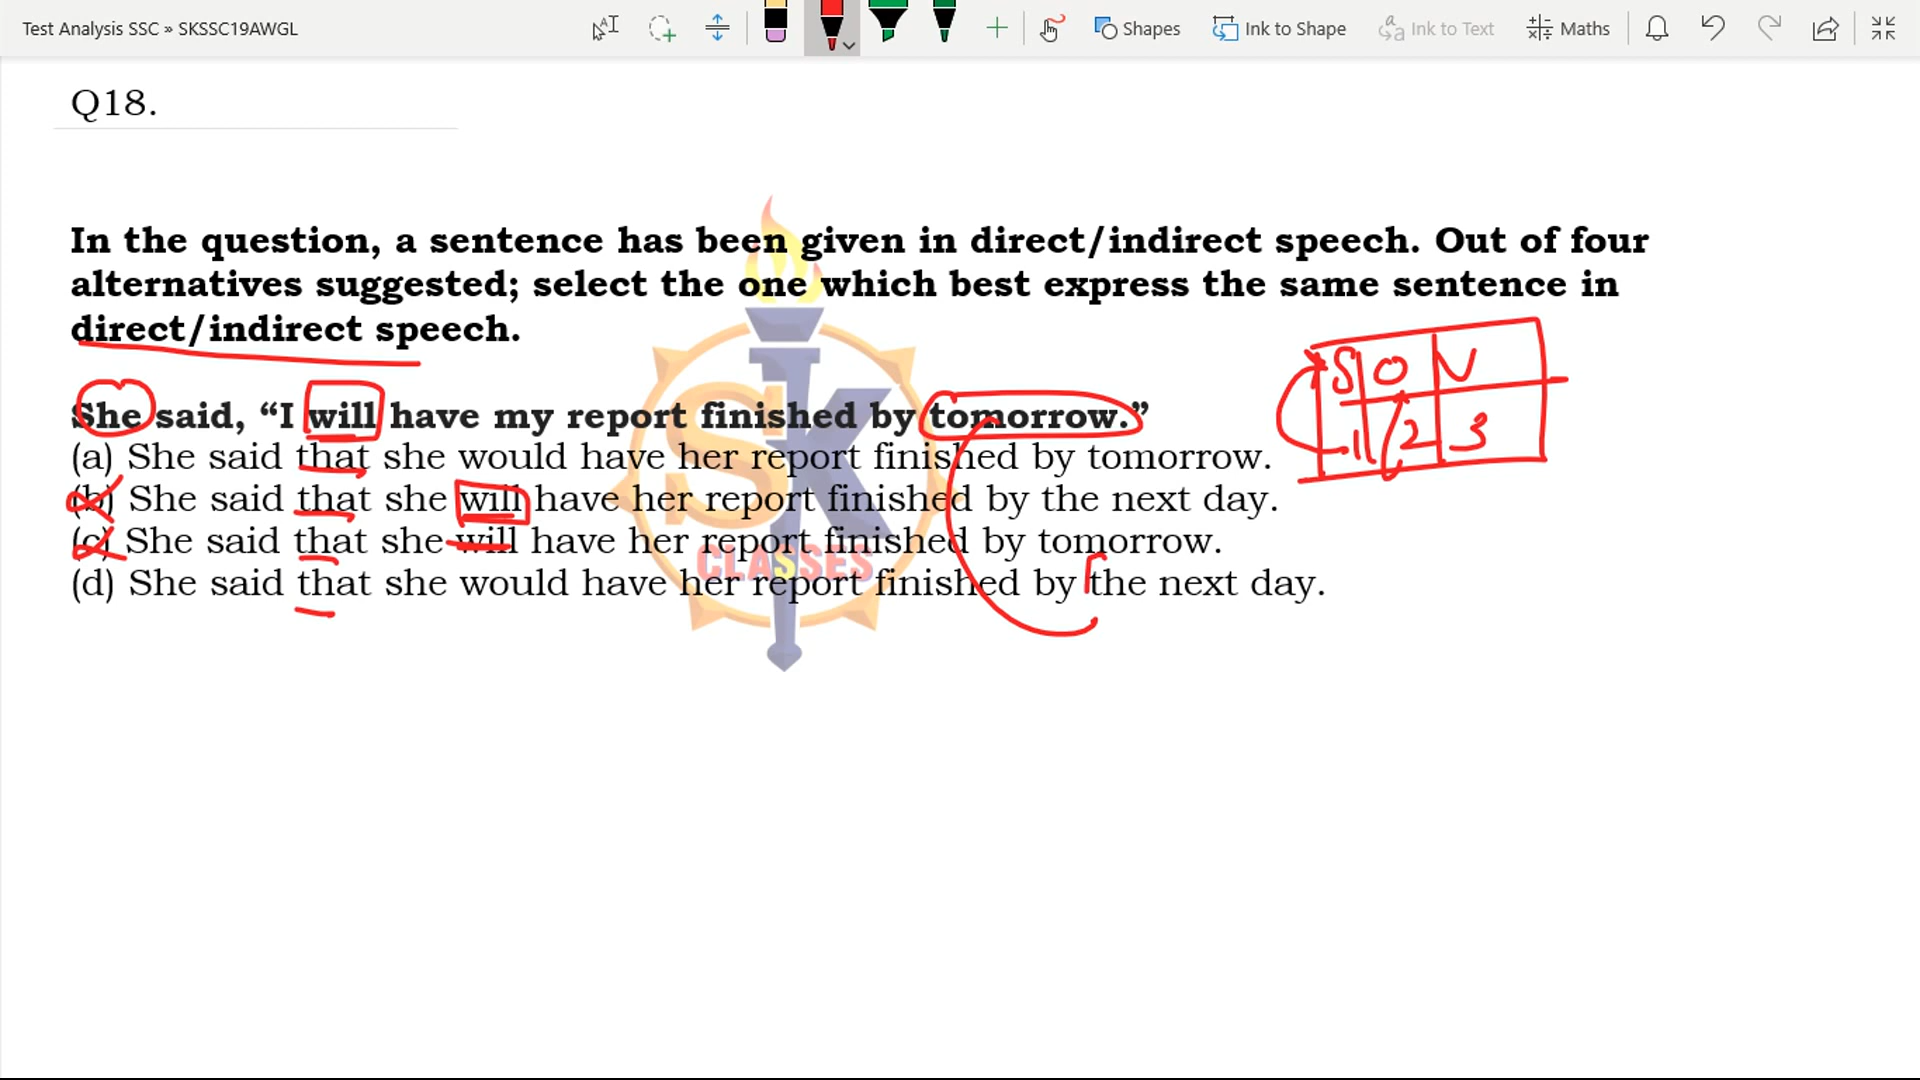 Test Analysis SSC » SKSSC19AWGL
Shapes
Ink to Shape
Ink to Text
Maths
Q18.
In the question, a sentence has been given in direct/indirect speech. Out of four
alternatives suggested; select the one which best express the same sentence in
direct/indirect speech.
She said, “I will have my report finished by tomorrow.”
(a) She said that she would have her report finished by tomorrow.
(b) She said that she will have her report finished by the next day.
(c) She said that she will have her report finished by tomorrow.
(d) She said that she would have her report finished by the next day.
S O V
1 2 3
SK
CLASSES